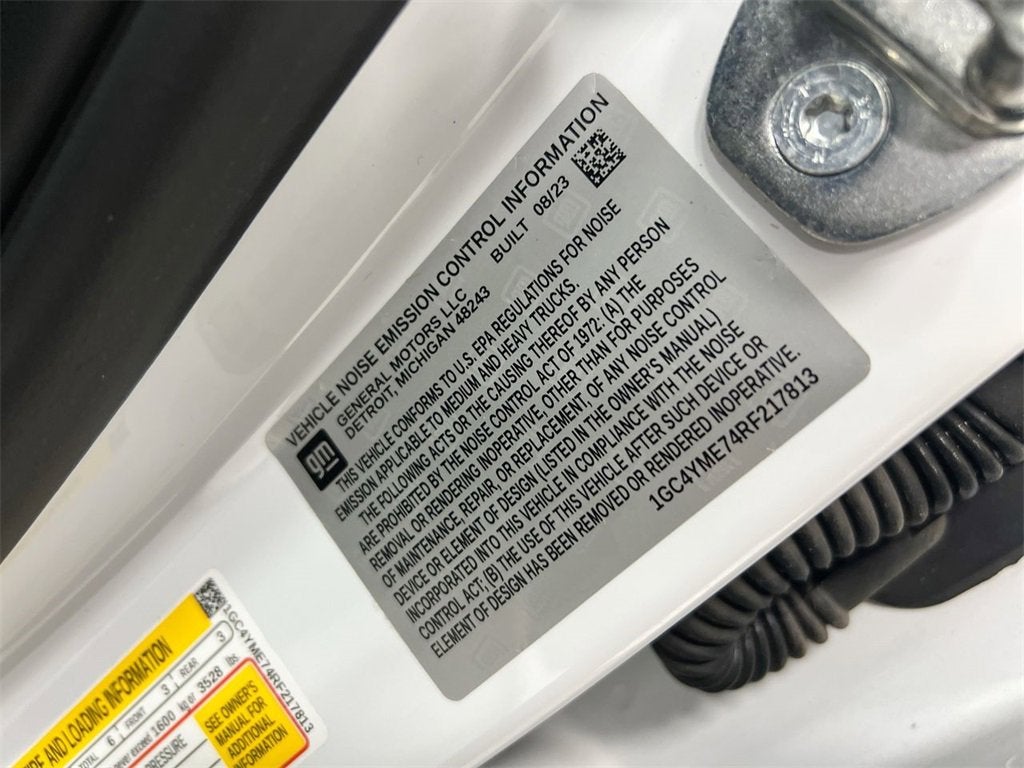 VEHICLE NOISE EMISSION CONTROL INFORMATION
GENERAL MOTORS LLC
DETROIT, MICHIGAN 48243
BUILT 08/23
gm
THIS VEHICLE CONFORMS TO U.S. EPA REGULATIONS FOR NOISE
EMISSION APPLICABLE TO MEDIUM AND HEAVY TRUCKS.
THE FOLLOWING ACTS OR THE CAUSING THEREOF BY ANY PERSON
ARE PROHIBITED BY THE NOISE CONTROL ACT OF 1972: (A) THE
REMOVAL OR RENDERING INOPERATIVE, OTHER THAN FOR PURPOSES
OF MAINTENANCE, REPAIR, OR REPLACEMENT, OF ANY NOISE CONTROL
DEVICE OR ELEMENT OF DESIGN (LISTED IN THE OWNER'S MANUAL)
INCORPORATED INTO THIS VEHICLE IN COMPLIANCE WITH THE NOISE
CONTROL ACT; (B) THE USE OF THIS VEHICLE AFTER SUCH DEVICE OR
ELEMENT OF DESIGN HAS BEEN REMOVED OR RENDERED INOPERATIVE.
1GC4YME74RF217813
AND LOADING INFORMATION
1GC4YME74RF217813
TOTAL 6 FRONT 3 REAR 3
exceed 1600 kg or 3528 lbs
SEE OWNER'S
MANUAL FOR
ADDITIONAL
INFORMATION